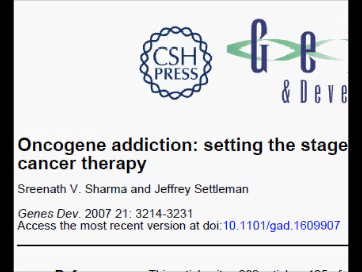 CSH
PRESS
Ge
& Deve
Oncogene addiction: setting the stage
cancer therapy
Sreenath V. Sharma and Jeffrey Settleman
Genes Dev. 2007 21: 3214-3231
Access the most recent version at doi:10.1101/gad.1609907